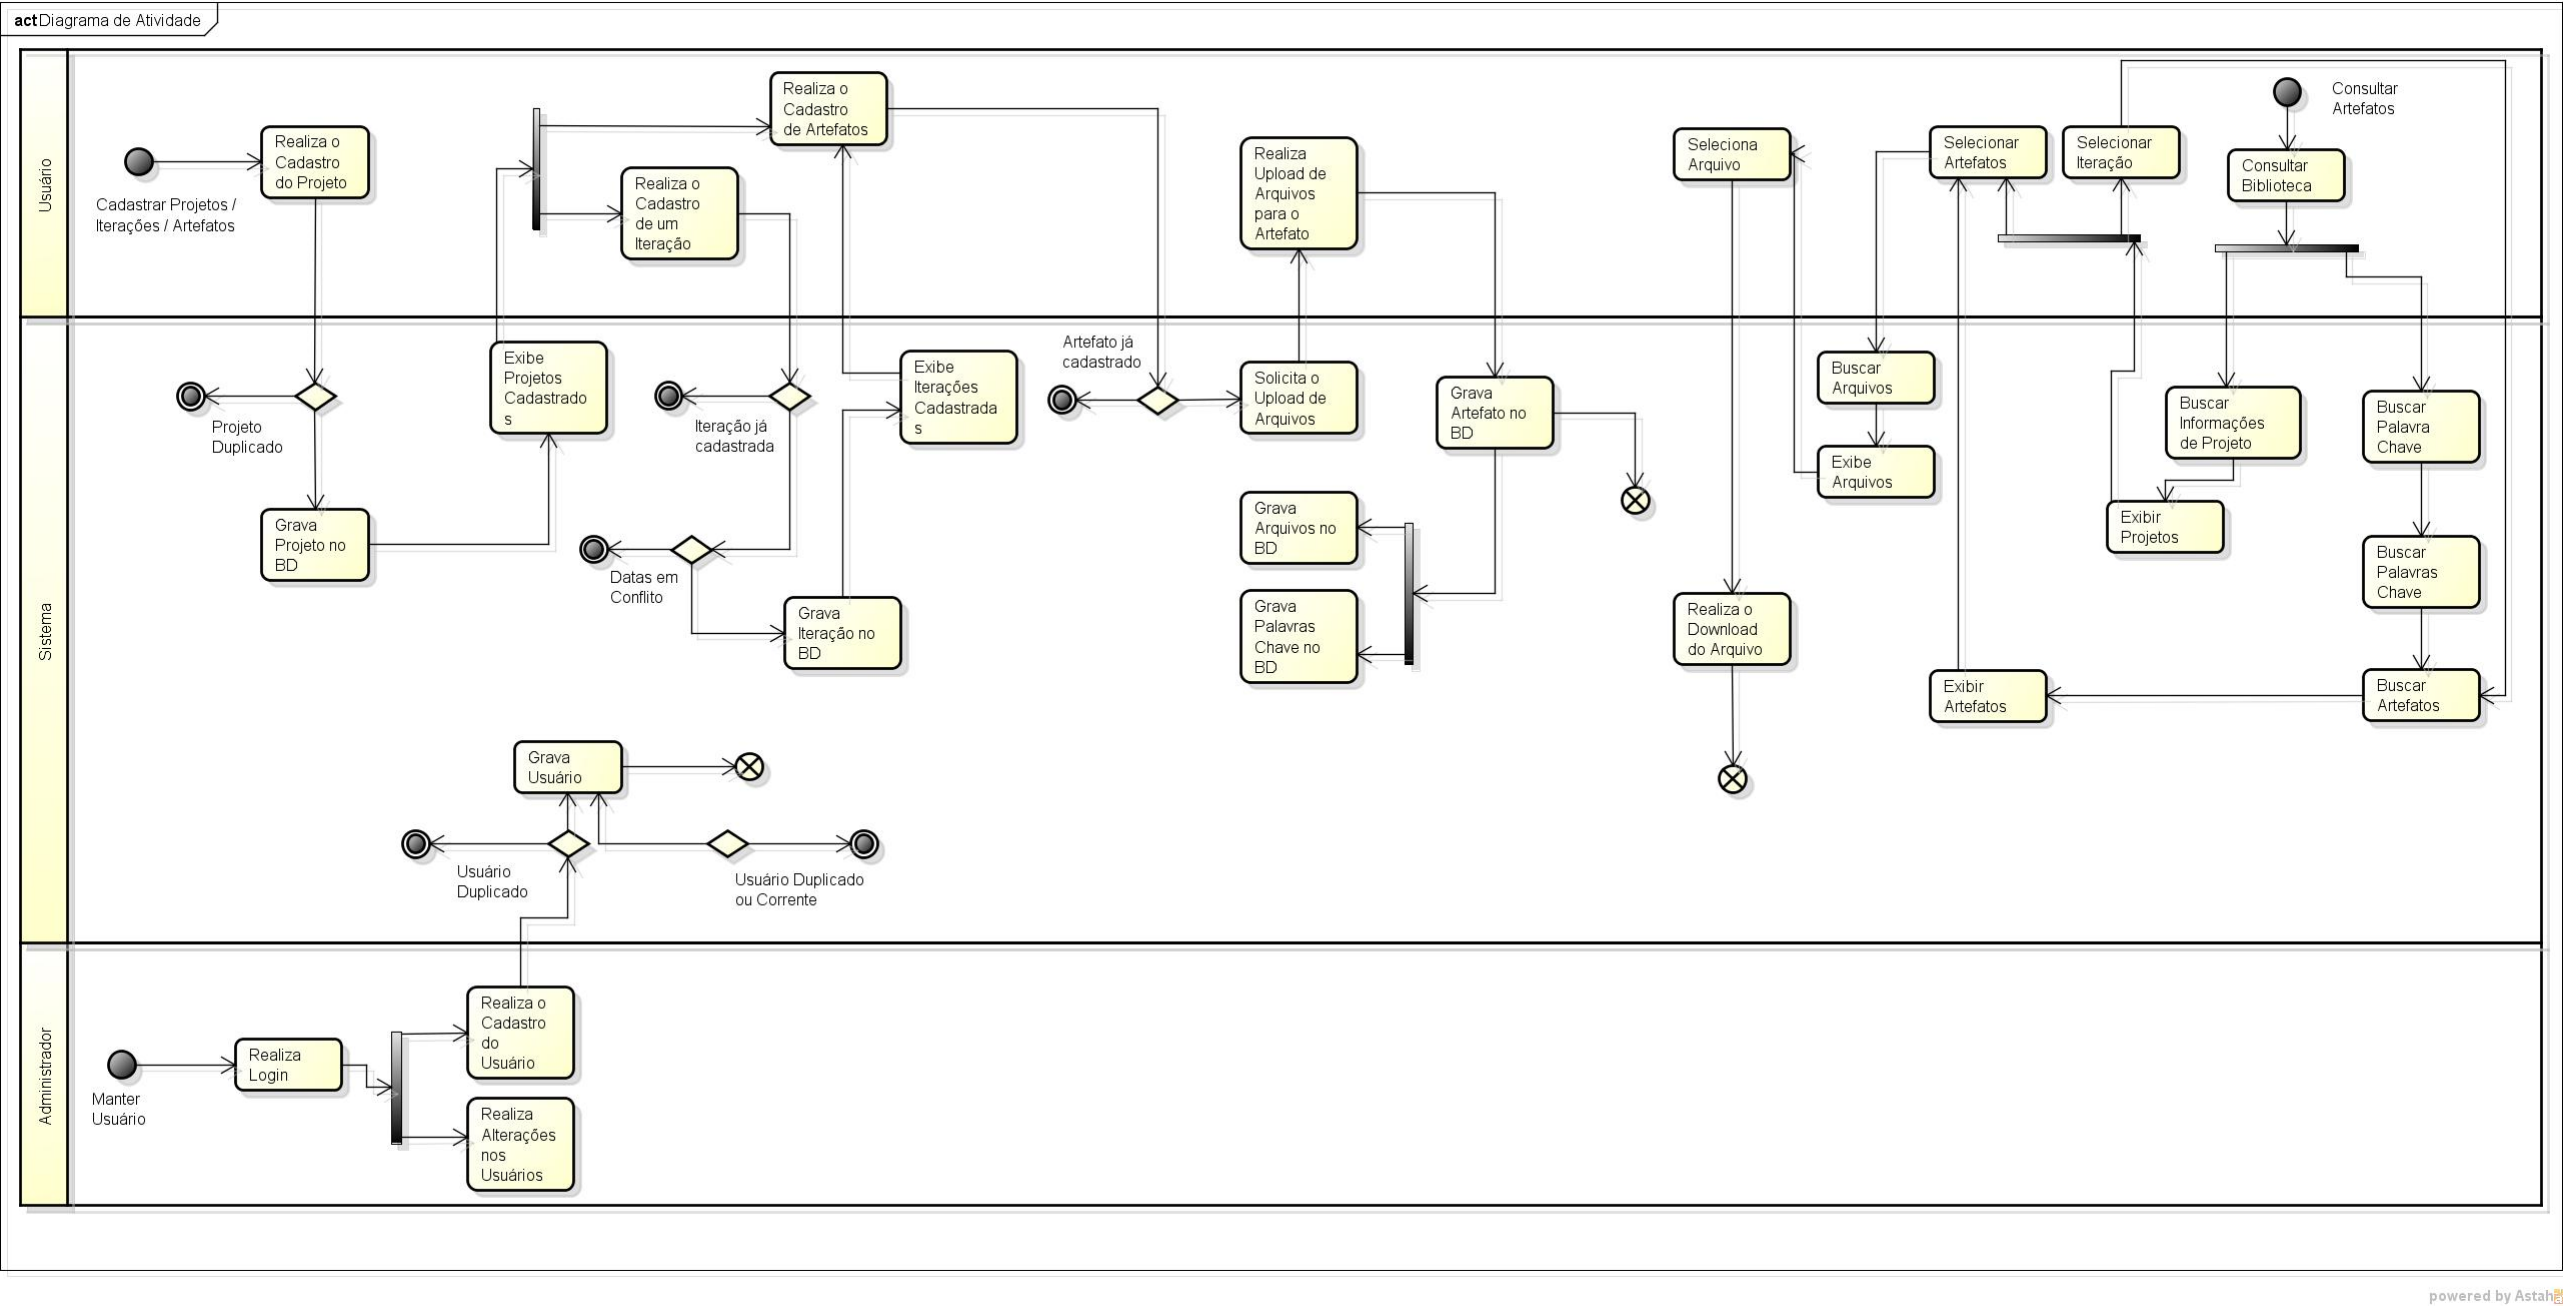 act Diagrama de Atividade
Usuário
Cadastrar Projetos /
Iterações / Artefatos
Realiza o
Cadastro
do Projeto
Realiza o
Cadastro
de um
Iteração
Realiza o
Cadastro
de Artefatos
Realiza
Upload de
Arquivos
para o
Artefato
Seleciona
Arquivo
Selecionar
Artefatos
Selecionar
Iteração
Consultar
Artefatos
Consultar
Biblioteca
Sistema
Projeto
Duplicado
Grava
Projeto no
BD
Exibe
Projetos
Cadastrado
s
Iteração já
cadastrada
Datas em
Conflito
Grava
Iteração no
BD
Exibe
Iterações
Cadastrada
s
Artefato já
cadastrado
Solicita o
Upload de
Arquivos
Grava
Artefato no
BD
Grava
Arquivos no
BD
Grava
Palavras
Chave no
BD
Realiza o
Download
do Arquivo
Buscar
Arquivos
Exibe
Arquivos
Exibir
Artefatos
Buscar
Informações
de Projeto
Exibir
Projetos
Buscar
Palavra
Chave
Buscar
Palavras
Chave
Buscar
Artefatos
Grava
Usuário
Usuário
Duplicado
Usuário Duplicado
ou Corrente
Administrador
Manter
Usuário
Realiza
Login
Realiza o
Cadastro
do
Usuário
Realiza
Alterações
nos
Usuários
powered by Astah